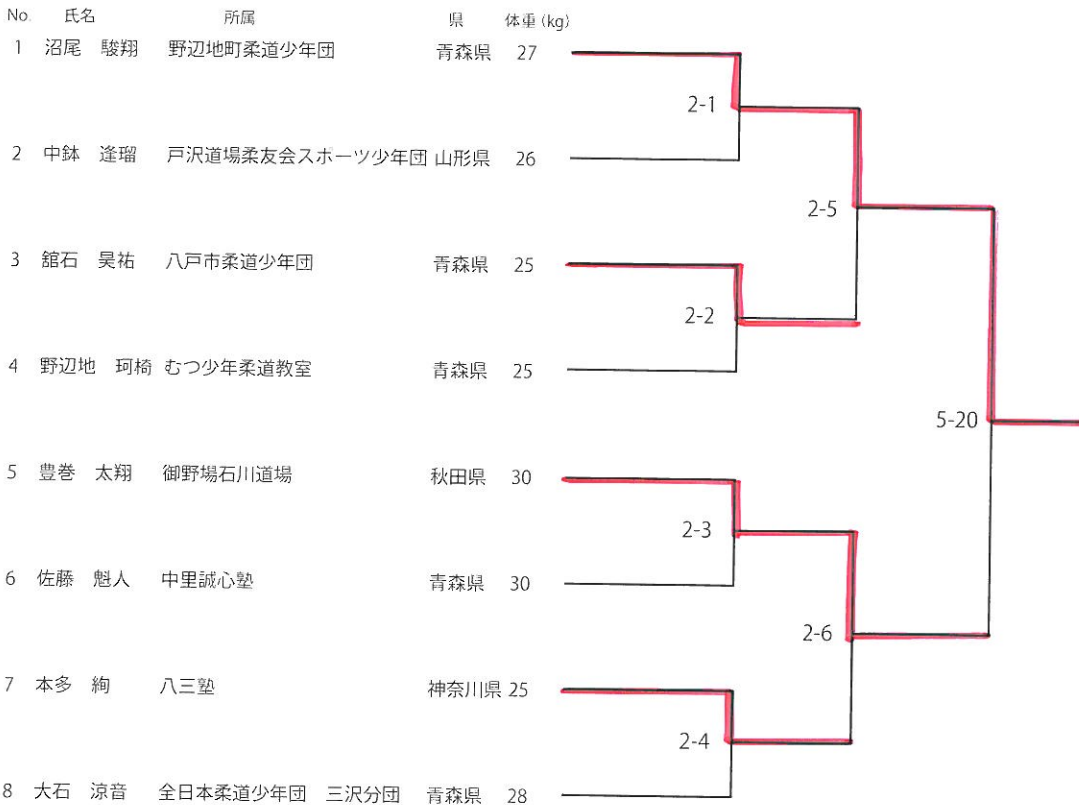 No. 氏名 所属 県 体重(kg)
1 沼尾 駿翔 野辺地町柔道少年団 青森県 27
2-1
2 中鉢 逢瑠 戸沢道場柔友会スポーツ少年団 山形県 26
2-5
3 舘石 昊祐 八戸市柔道少年団 青森県 25
2-2
4 野辺地 珂椅 むつ少年柔道教室 青森県 25
5-20
5 豊巻 太翔 御野場石川道場 秋田県 30
2-3
6 佐藤 魁人 中里誠心塾 青森県 30
2-6
7 本多 絢 八三塾 神奈川県 25
2-4
8 大石 涼音 全日本柔道少年団 三沢分団 青森県 28